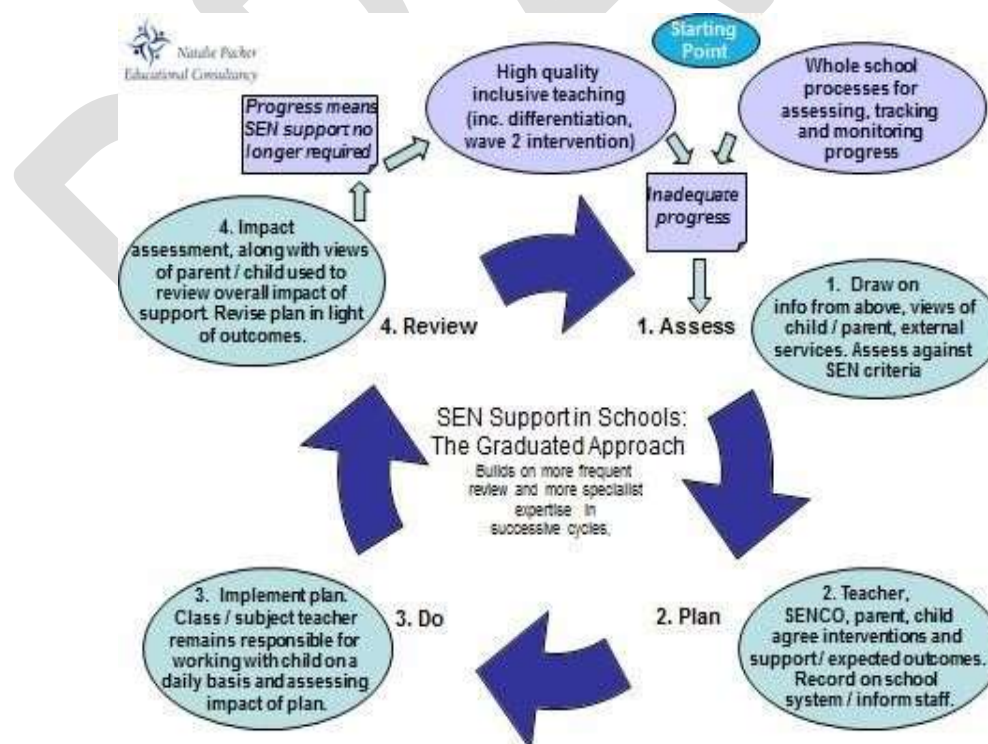 Natalie Packer
Educational Consultancy
Starting
Point
High quality
inclusive teaching
(inc. differentiation,
wave 2 intervention)
Whole school
processes for
assessing, tracking
and monitoring
progress
Progress means
SEN support no
longer required
Inadequate
progress
4. Impact
assessment, along with views
of parent / child used to
review overall impact of
support. Revise plan in light
of outcomes.
4. Review
1. Assess
1. Draw on
info from above, views of
child / parent, external
services. Assess against
SEN criteria
SEN Support in Schools:
The Graduated Approach
Builds on more frequent
review and more specialist
expertise in
successive cycles,
3. Implement plan.
Class / subject teacher
remains responsible for
working with child on a
daily basis and assessing
impact of plan.
3. Do
2. Plan
2. Teacher,
SENCO, parent, child
agree interventions and
support / expected outcomes.
Record on school
system / inform staff.